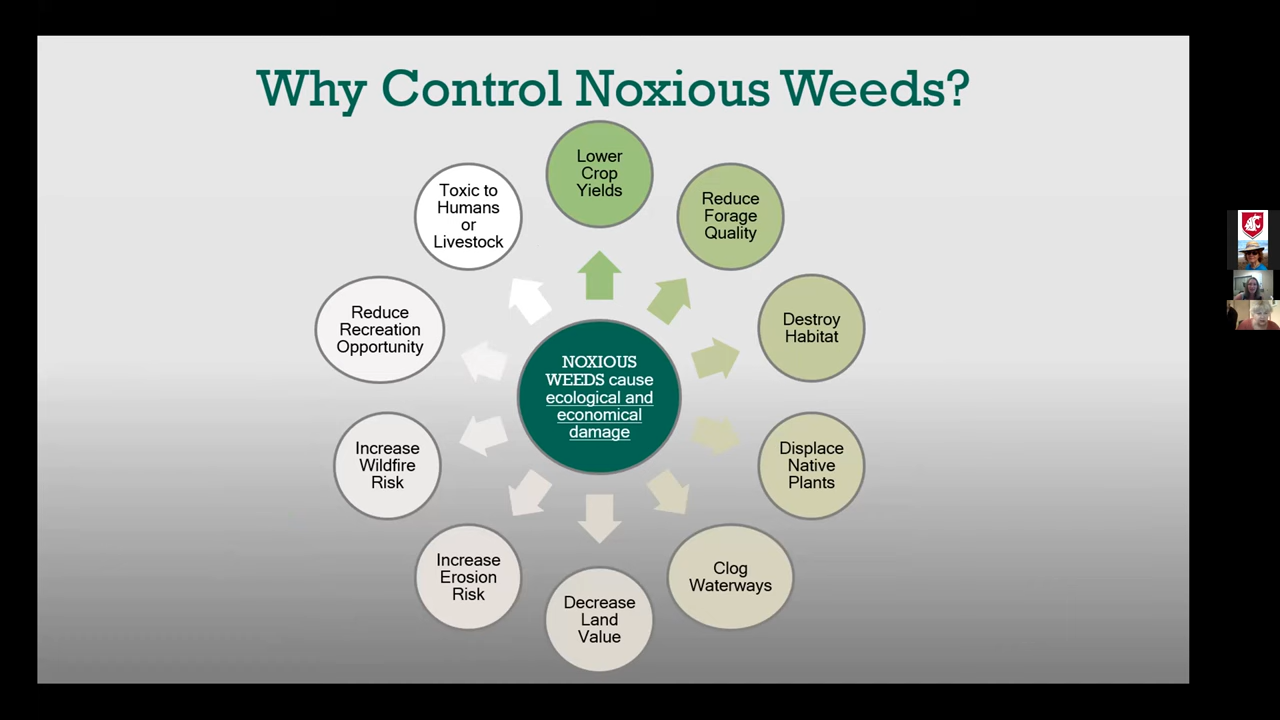 Why Control Noxious Weeds?
Lower
Crop
Yields
Reduce
Forage
Quality
Destroy
Habitat
Displace
Native
Plants
Clog
Waterways
Decrease
Land
Value
Increase
Erosion
Risk
Increase
Wildfire
Risk
Reduce
Recreation
Opportunity
Toxic to
Humans
or
Livestock
NOXIOUS
WEEDS cause
ecological and
economical
damage